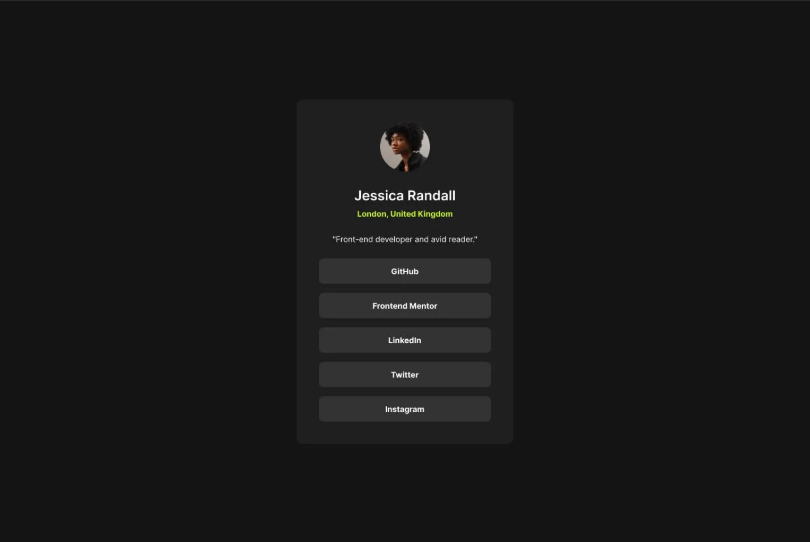 Jessica Randall
London, United Kingdom
"Front-end developer and avid reader."
GitHub
Frontend Mentor
LinkedIn
Twitter
Instagram